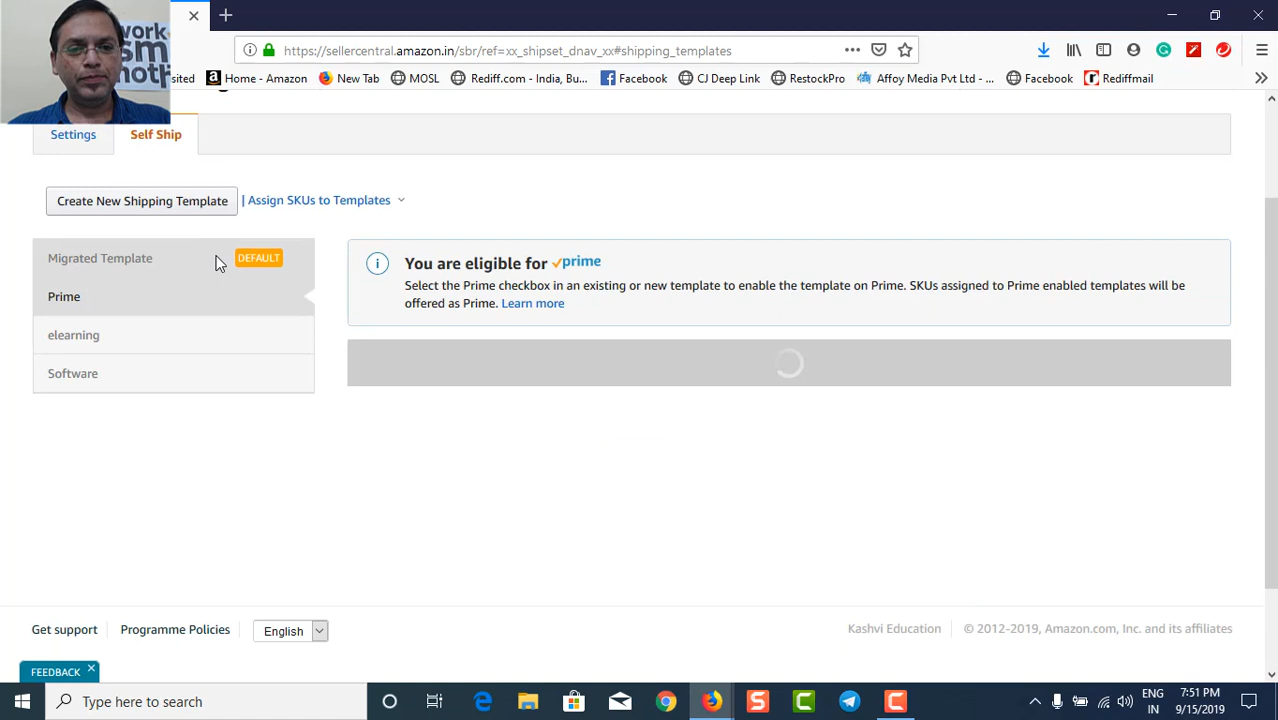 work
sm
noth
https://sellercentral.amazon.in/sbr/ref=xx_shipset_dnav_xx#shipping_templates
sited
Home - Amazon
New Tab
MOSL
Rediff.com - India, Bu...
Facebook
CJ Deep Link
RestockPro
Affoy Media Pvt Ltd - ...
Facebook
Rediffmail
Settings
Self Ship
Create New Shipping Template
| Assign SKUs to Templates
Migrated Template
DEFAULT
Prime
elearning
Software
You are eligible for prime
Select the Prime checkbox in an existing or new template to enable the template on Prime. SKUs assigned to Prime enabled templates will be
offered as Prime. Learn more
Get support
Programme Policies
English
Kashvi Education
© 2012-2019, Amazon.com, Inc. and its affiliates
FEEDBACK
Type here to search
ENG
IN
7:51 PM
9/15/2019